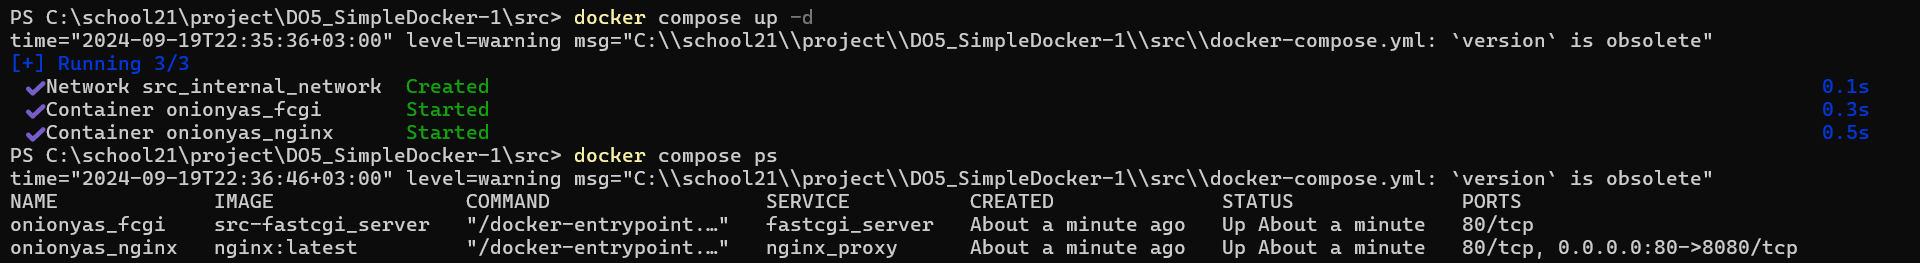 PS C:\school21\project\DO5_SimpleDocker-1\src> docker compose up -d
time="2024-09-19T22:35:36+03:00" level=warning msg="C:\\school21\\project\\DO5_SimpleDocker-1\\src\\docker-compose.yml: `version` is obsolete"
[+] Running 3/3
✔Network src_internal_network  Created 0.1s
✔Container onionyas_fcgi       Started 0.3s
✔Container onionyas_nginx      Started 0.5s
PS C:\school21\project\DO5_SimpleDocker-1\src> docker compose ps
time="2024-09-19T22:36:46+03:00" level=warning msg="C:\\school21\\project\\DO5_SimpleDocker-1\\src\\docker-compose.yml: `version` is obsolete"
NAME             IMAGE                COMMAND                  SERVICE          CREATED              STATUS              PORTS
onionyas_fcgi    src-fastcgi_server   "/docker-entrypoint.…"   fastcgi_server   About a minute ago   Up About a minute   80/tcp
onionyas_nginx   nginx:latest         "/docker-entrypoint.…"   nginx_proxy      About a minute ago   Up About a minute   80/tcp, 0.0.0.0:80->8080/tcp